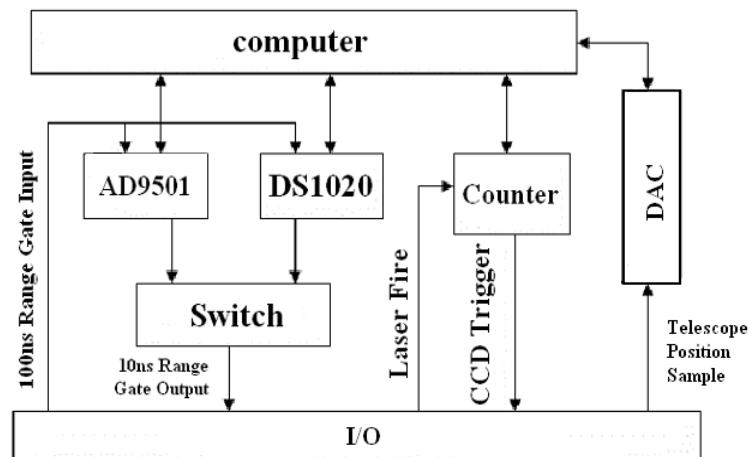 computer
100ns Range Gate Input
AD9501
DS1020
Counter
DAC
Switch
Laser Fire
CCD Trigger
10ns Range
Gate Output
Telescope
Position
Sample
I/O